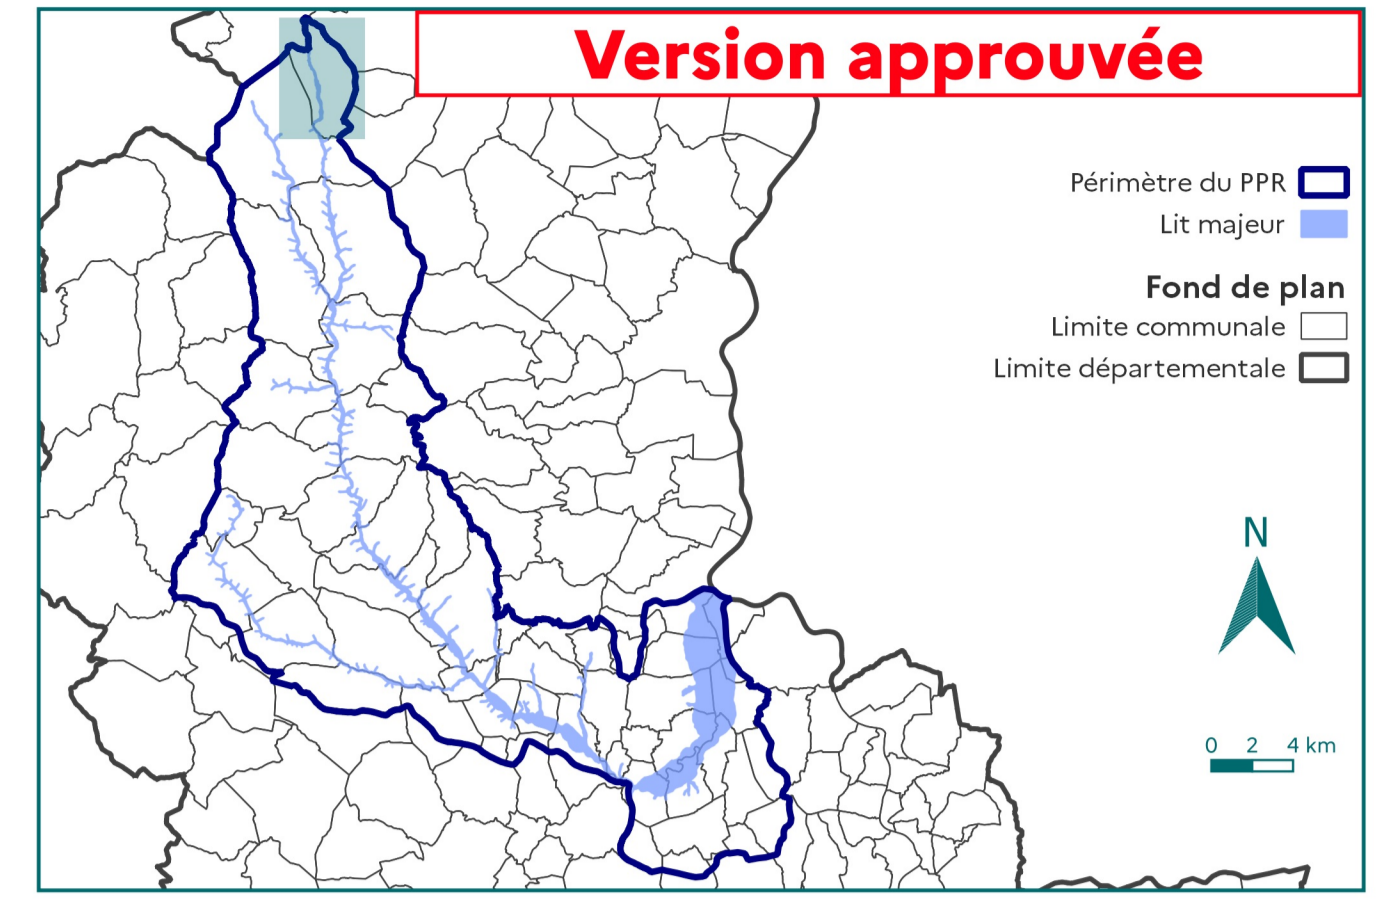 Version approuvée
Périmètre du PPR
Lit majeur
Fond de plan
Limite communale
Limite départementale
N
0 2 4 km